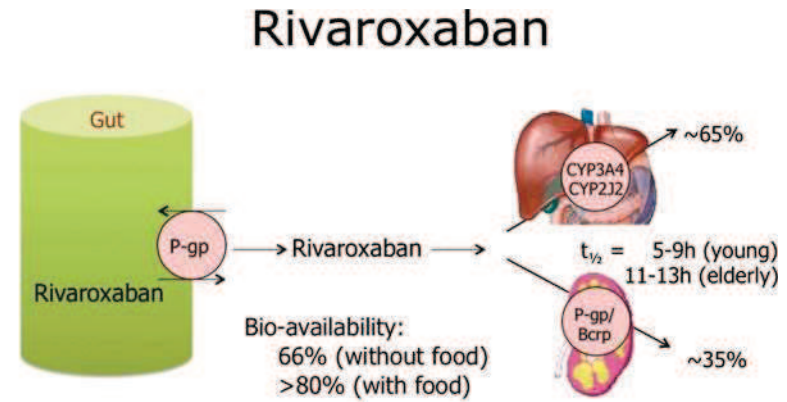 Rivaroxaban
Gut
P-gp
Rivaroxaban
Rivaroxaban
Bio-availability:
66% (without food)
>80% (with food)
CYP3A4
CYP2J2
~65%
t½ = 5-9h (young)
11-13h (elderly)
P-gp/
Bcrp
~35%